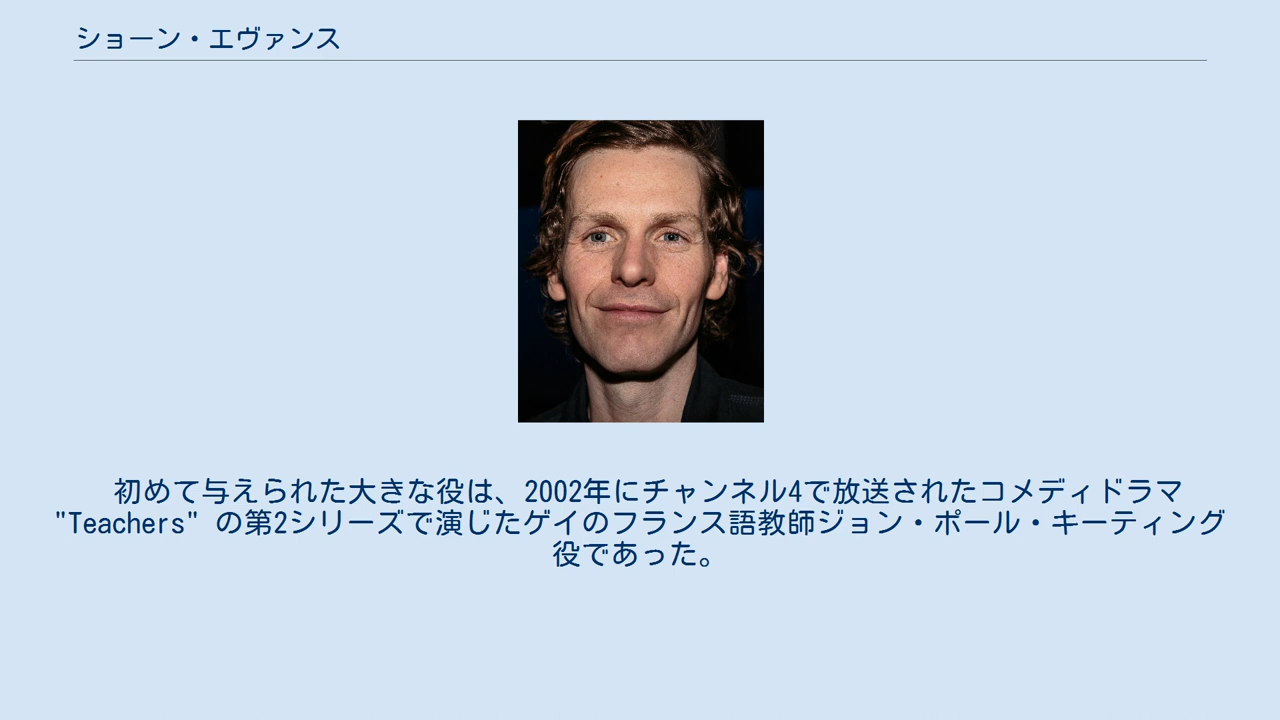 ショーン・エヴァンス
初めて与えられた大きな役は、2002年にチャンネル4で放送されたコメディドラマ
"Teachers" の第2シリーズで演じたゲイのフランス語教師ジョン・ポール・キーティング
役であった。